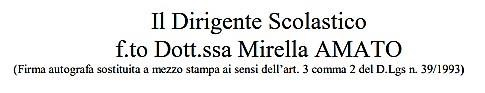 Il Dirigente Scolastico
f.to Dott.ssa Mirella AMATO
(Firma autografa sostituita a mezzo stampa ai sensi dell'art. 3 comma 2 del D.Lgs n. 39/1993)